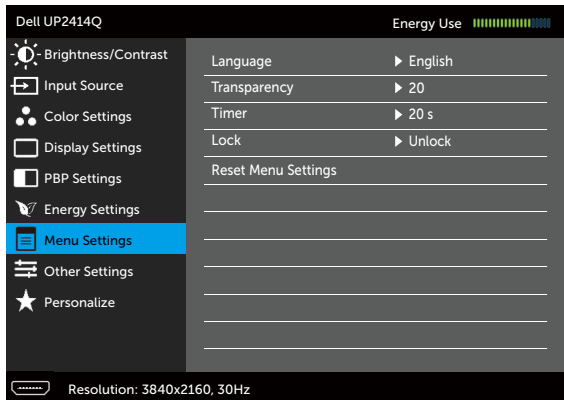 Dell UP2414Q Energy Use
Brightness/Contrast
Input Source
Color Settings
Display Settings
PBP Settings
Energy Settings
Menu Settings
Other Settings
Personalize
Language English
Transparency 20
Timer 20 s
Lock Unlock
Reset Menu Settings
Resolution: 3840x2160, 30Hz